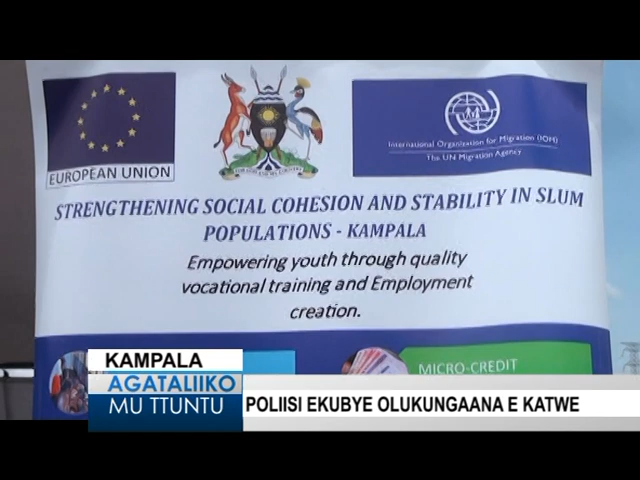 EUROPEAN UNION
International Organization for Migration (IOM)
The UN Migration Agency
STRENGTHENING SOCIAL COHESION AND STABILITY IN SLUM
POPULATIONS - KAMPALA
Empowering youth through quality
vocational training and Employment
creation.
MICRO-CREDIT
KAMPALA
AGATALIIKO
MU TTUNTU
POLIISI EKUBYE OLUKUNGAANA E KATWE